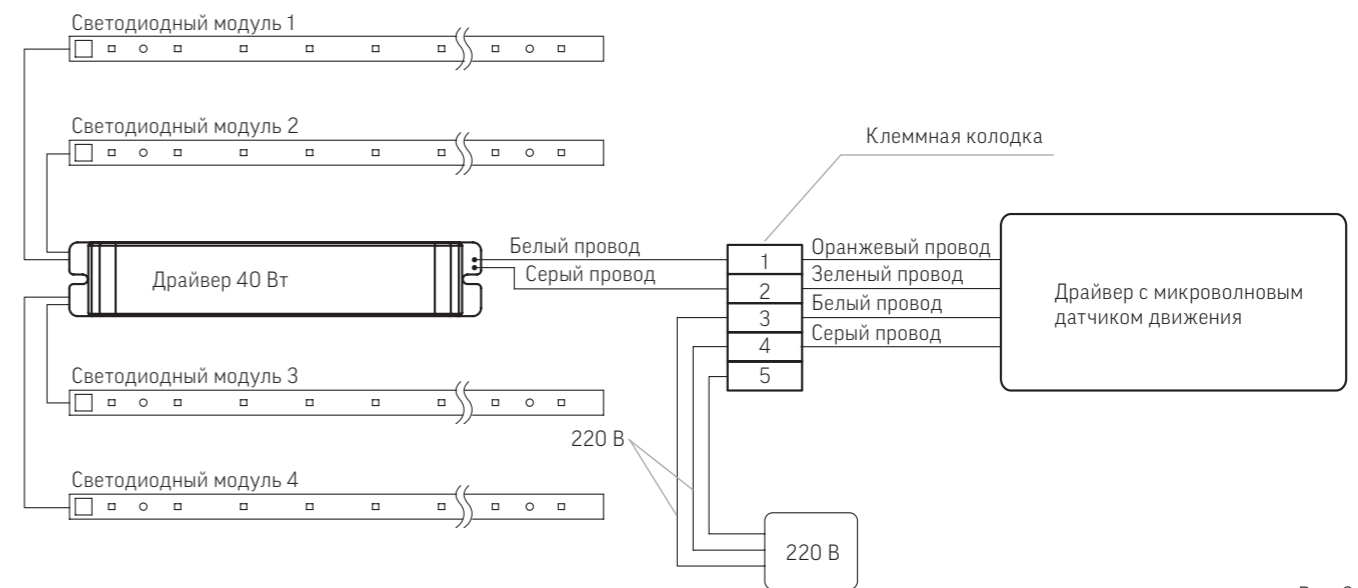 Светодиодный модуль 1
Светодиодный модуль 2
Клеммная колодка
Драйвер 40 Вт
Белый провод
Серый провод
1
2
3
4
5
Оранжевый провод
Зеленый провод
Белый провод
Серый провод
Драйвер с микроволновым
датчиком движения
Светодиодный модуль 3
220 В
Светодиодный модуль 4
220 В